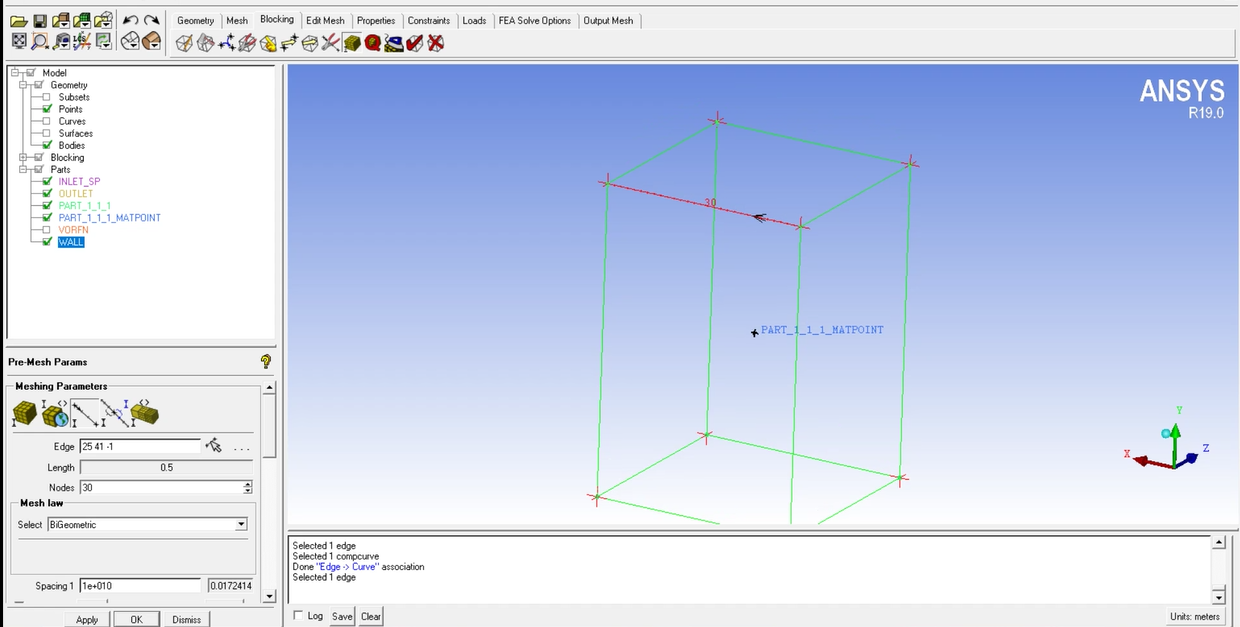 Geometry Mesh Blocking Edit Mesh Properties Constraints Loads FEA Solve Options Output Mesh
Model
Geometry
Subsets
Points
Curves
Surfaces
Bodies
Blocking
Parts
INLET_SP
OUTLET
PART_1_1_1
PART_1_1_1_MATPOINT
VORFN
WALL
ANSYS
R19.0
30
PART_1_1_1_MATPOINT
Y
X
Z
Pre-Mesh Params
Meshing Parameters
Edge 25 41 -1 ...
Length 0.5
Nodes 30
Mesh law
Select BiGeometric
Spacing 1 1e+010 0.0172414
Apply OK Dismiss
Selected 1 edge
Selected 1 compcurve
Done "Edge -> Curve" association
Selected 1 edge
Log Save Clear
Units: meters